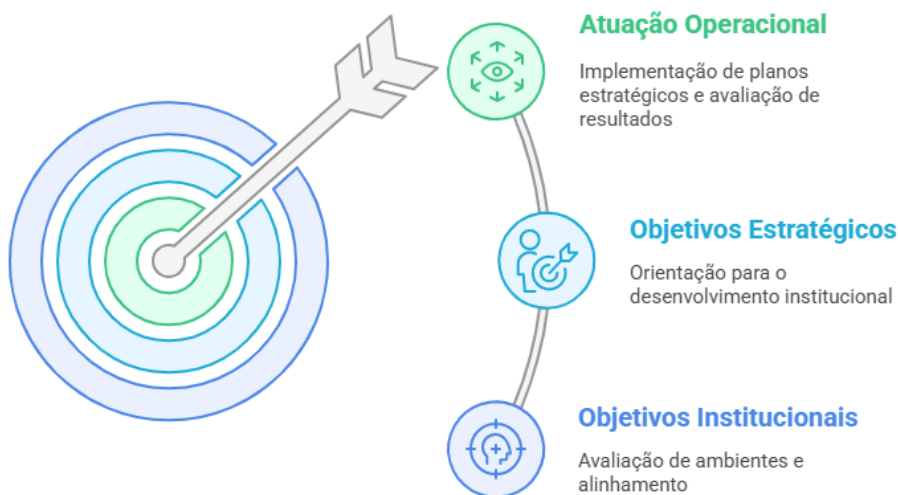 Atuação Operacional
Implementação de planos
estratégicos e avaliação de
resultados
Objetivos Estratégicos
Orientação para o
desenvolvimento institucional
Objetivos Institucionais
Avaliação de ambientes e
alinhamento